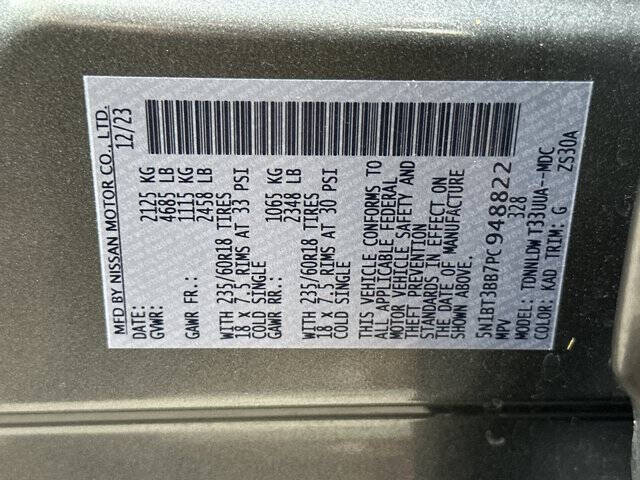 MFD BY NISSAN MOTOR CO., LTD.
DATE: 12/23
GVWR: 2125 KG
4685 LB
GAWR FR.: 1115 KG
2458 LB
WITH 235/60R18 TIRES
18 X 7.5 RIMS AT 33 PSI
COLD SINGLE
GAWR RR.: 1065 KG
2348 LB
WITH 235/60R18 TIRES
18 X 7.5 RIMS AT 30 PSI
COLD SINGLE
THIS VEHICLE CONFORMS TO
ALL APPLICABLE FEDERAL
MOTOR VEHICLE SAFETY AND
THEFT PREVENTION
STANDARDS IN EFFECT ON
THE DATE OF MANUFACTURE
SHOWN ABOVE.
5N1BT3BB7PC948822
MPV 328
MODEL: TDNNLDW T33UUA--MDC
COLOR: KAD TRIM: G ZS30A